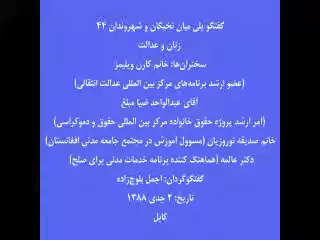 گفتگو پلی میان نخبگان و شهروندان ۴۴
زنان و عدالت
سخنران‌ها: خانم کارن ویلیمز
(عضو ارشد برنامه‌های مرکز بین المللی عدالت انتقالی)
آقای عبدالواحد ضیا مبلغ
(آمر ارشد پروژه حقوق خانواده مرکز بین المللی حقوق و دموکراسی)
خانم صدیقه نوروزیان (مسوول آموزش در مجتمع جامعه مدنی افغانستان)
دکتر عالمه (هماهنگ کننده برنامه خدمات مدنی برای صلح)
گفتگوگردان: اجمل بلوچ‌زاده
تاریخ: ۲ جدی ۱۳۸۸
کابل